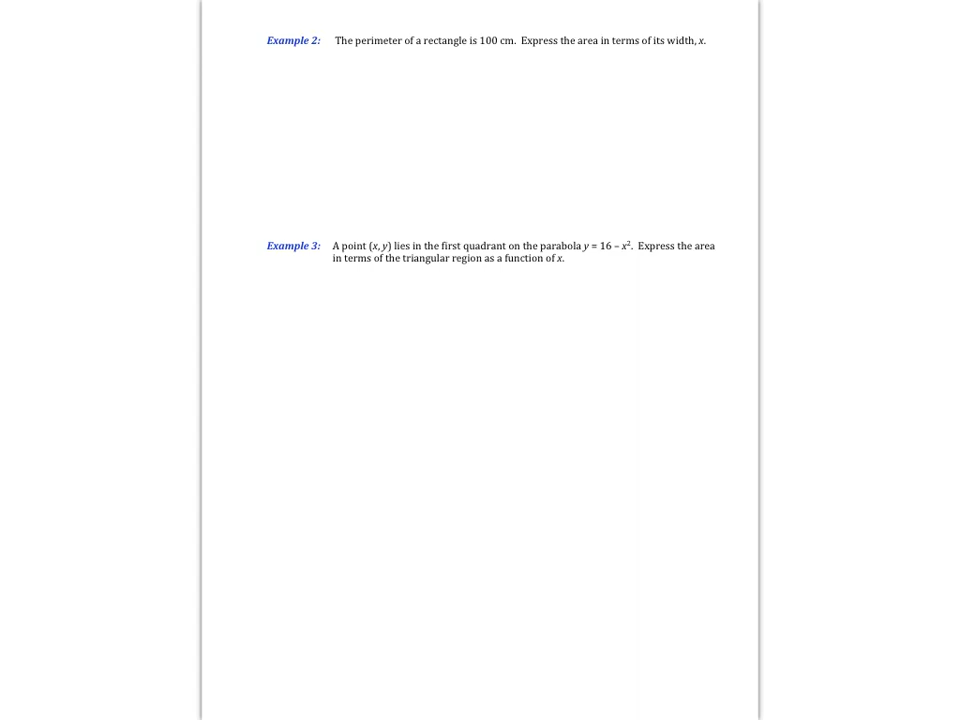 Example 2: The perimeter of a rectangle is 100 cm. Express the area in terms of its width, x.
Example 3: A point (x, y) lies in the first quadrant on the parabola y = 16 – x². Express the area
in terms of the triangular region as a function of x.